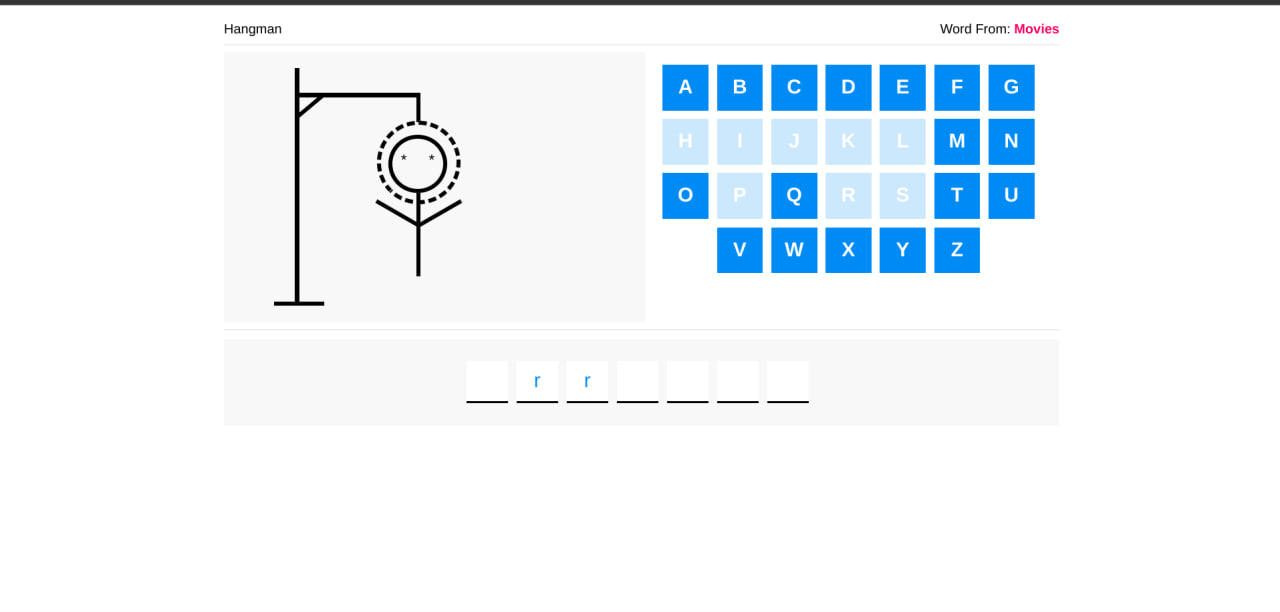 Hangman
Word From: Movies
A B C D E F G
H I J K L M N
O P Q R S T U
V W X Y Z
* *
r r